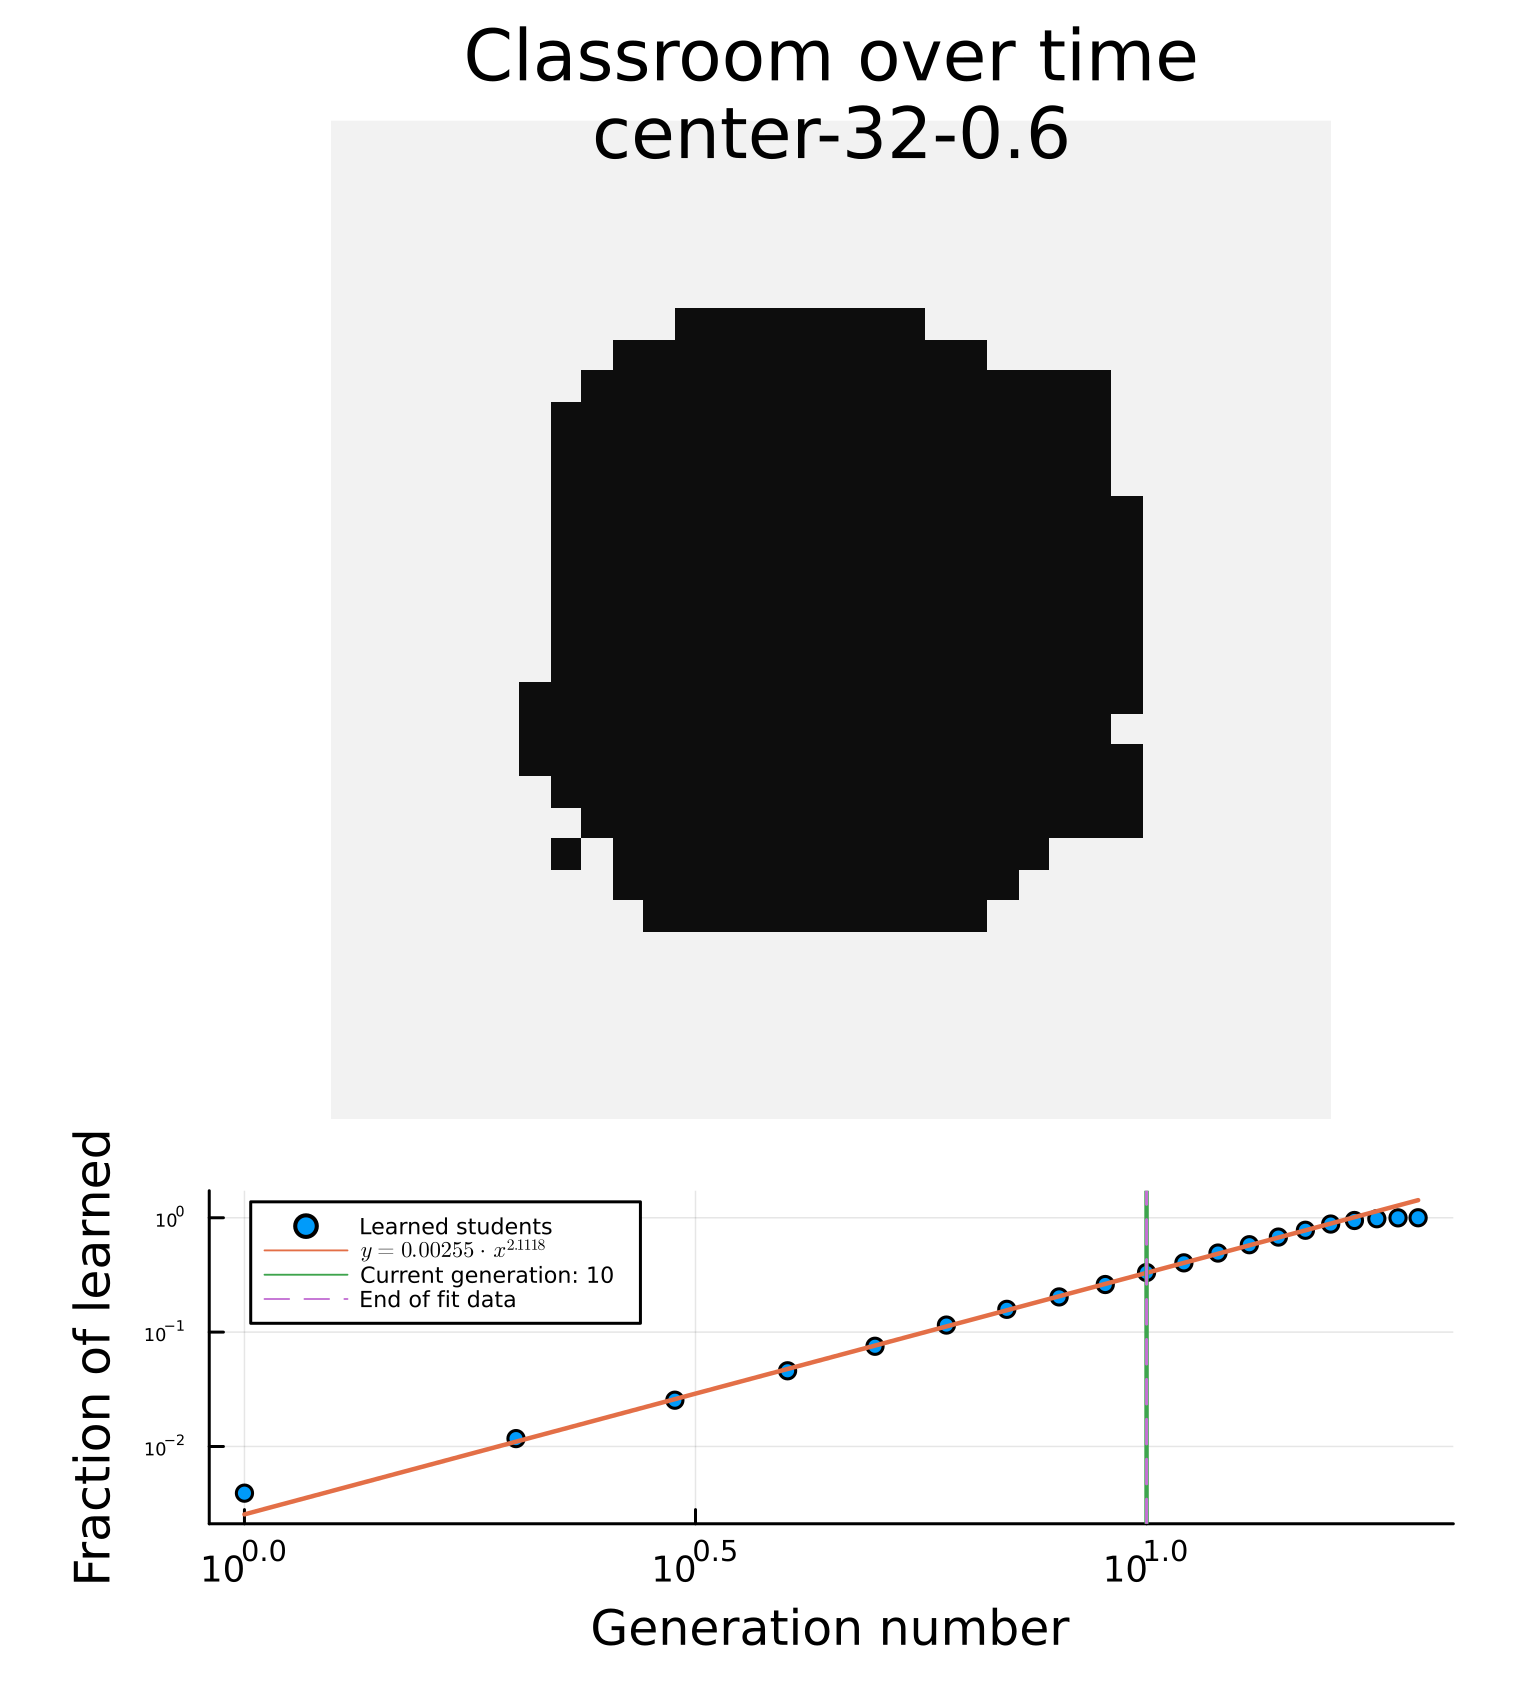 Classroom over time
center-32-0.6
Fraction of learned
10^0
10^-1
10^-2
Learned students
y = 0.00255 · x^2.1118
Current generation: 10
End of fit data
10^0.0 10^0.5 10^1.0
Generation number